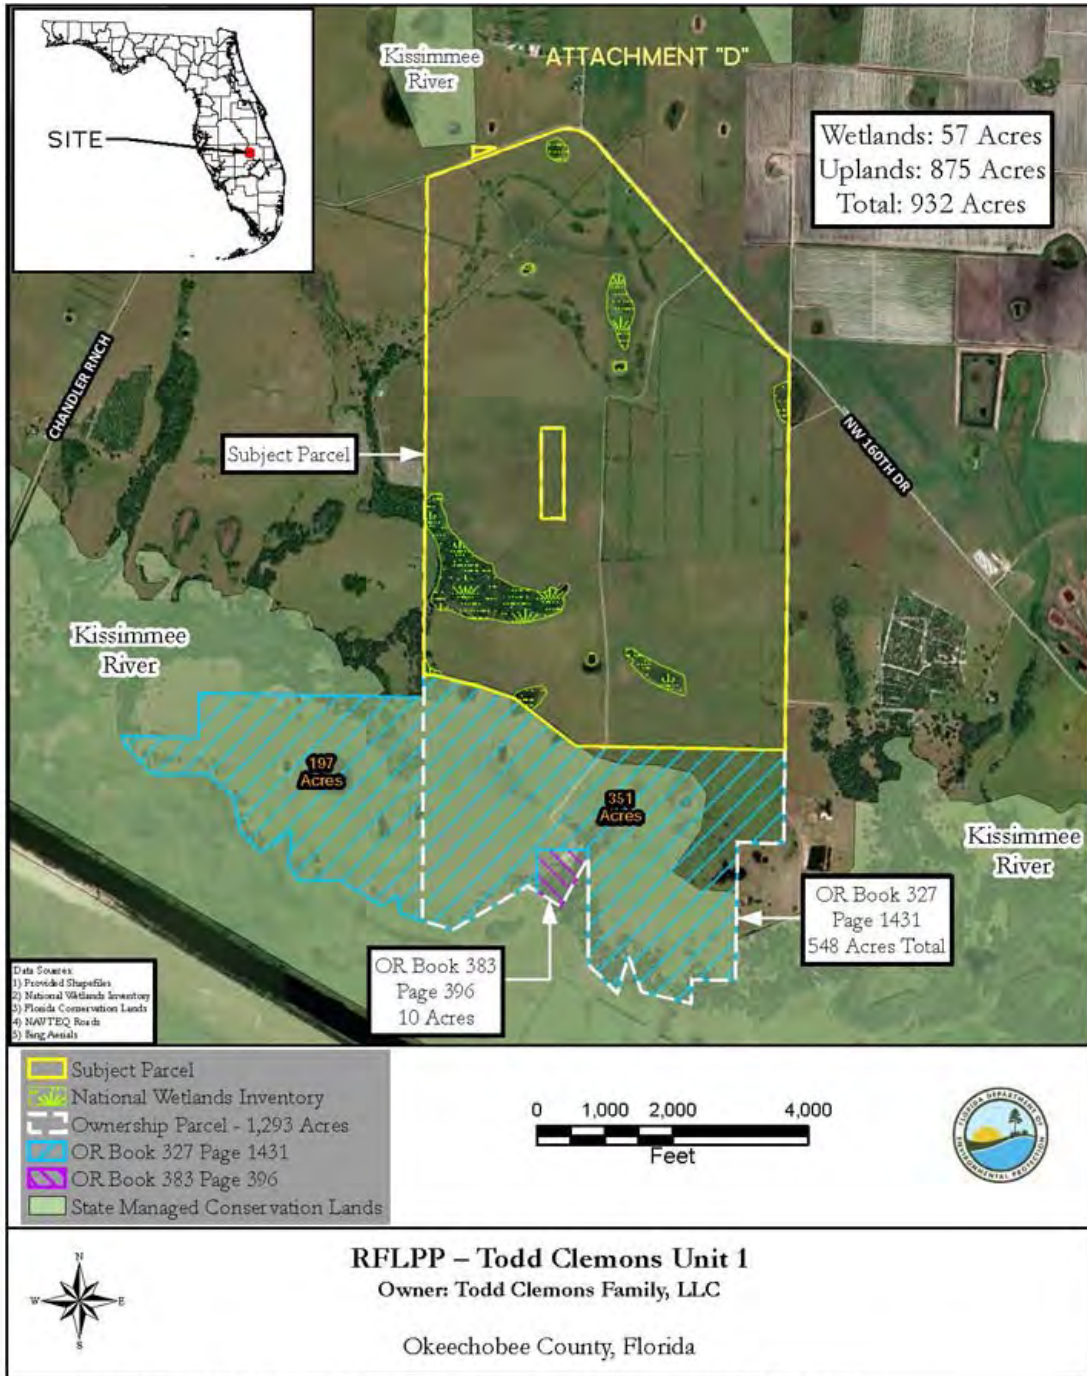 ATTACHMENT "D"
Kissimmee
River
SITE
Wetlands: 57 Acres
Uplands: 875 Acres
Total: 932 Acres
CHANDLER RNCH
Subject Parcel
NW 160TH DR
Kissimmee
River
197
Acres
351
Acres
Kissimmee
River
OR Book 327
Page 1431
548 Acres Total
OR Book 383
Page 396
10 Acres
Data Sources:
1) Provided Shapefiles
2) National Wetlands Inventory
3) Florida Conservation Lands
4) NAVTEQ Roads
5) Bing Aerials
Subject Parcel
National Wetlands Inventory
Ownership Parcel - 1,293 Acres
OR Book 327 Page 1431
OR Book 383 Page 396
State Managed Conservation Lands
0 1,000 2,000 4,000
Feet
FLORIDA DEPARTMENT OF
ENVIRONMENTAL PROTECTION
N
W E
S
RFLPP – Todd Clemons Unit 1
Owner: Todd Clemons Family, LLC
Okeechobee County, Florida